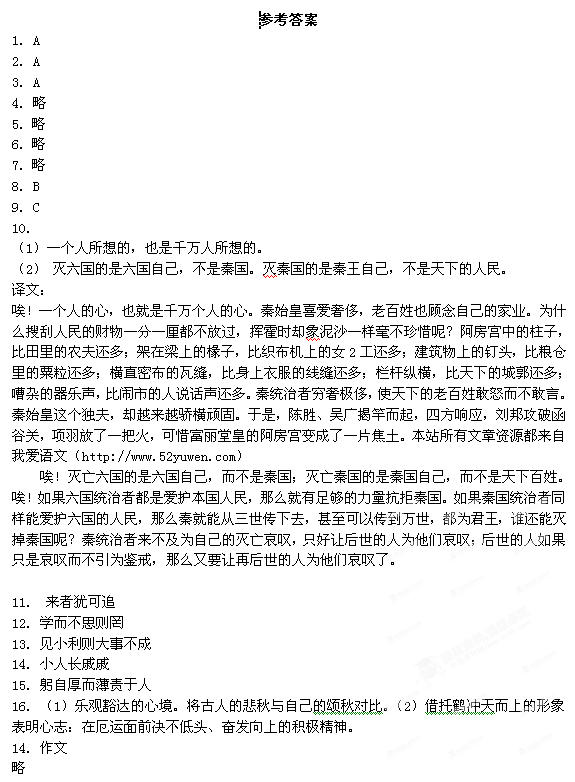 参考答案
1. A
2. A
3. A
4. 略
5. 略
6. 略
7. 略
8. B
9. C
10.
（1）一个人所想的，也是千万人所想的。
（2） 灭六国的是六国自己，不是秦国。灭秦国的是秦王自己，不是天下的人民。
译文：
唉！一个人的心，也就是千万个人的心。秦始皇喜爱奢侈，老百姓也顾念自己的家业。为什
么搜刮人民的财物一分一厘都不放过，挥霍时却象泥沙一样毫不珍惜呢？阿房宫中的柱子，
比田里的农夫还多；架在梁上的椽子，比织布机上的女2工还多；建筑物上的钉头，比粮仓
里的粟粒还多；横直密布的瓦缝，比身上衣服的线缝还多；栏杆纵横，比天下的城郭还多；
嘈杂的器乐声，比闹市的人说话声还多。秦统治者穷奢极侈，使天下的老百姓敢怒而不敢言。
秦始皇这个独夫，却越来越骄横顽固。于是，陈胜、吴广揭竿而起，四方响应，刘邦攻破函
谷关，项羽放了一把火，可惜富丽堂皇的阿房宫变成了一片焦土。本站所有文章资源都来自
我爱语文（http://www.52yuwen.com）
唉！灭亡六国的是六国自己，而不是秦国；灭亡秦国的是秦国自己，而不是天下百姓。
唉！如果六国统治者都是爱护本国人民，那么就有足够的力量抗拒秦国。如果秦国统治者同
样能爱护六国的人民，那么秦就能从三世传下去，甚至可以传到万世，都为君王，谁还能灭
掉秦国呢？秦统治者来不及为自己的灭亡哀叹，只好让后世的人为他们哀叹；后世的人如果
只是哀叹而不引为鉴戒，那么又要让再后世的人为他们哀叹了。
11. 来者犹可追
12. 学而不思则罔
13. 见小利则大事不成
14. 小人长戚戚
15. 躬自厚而薄责于人
16. （1）乐观豁达的心境。将古人的悲秋与自己的颂秋对比。（2）借托鹤冲天而上的形象
表明心志：在厄运面前决不低头、奋发向上的积极精神。
14. 作文
略